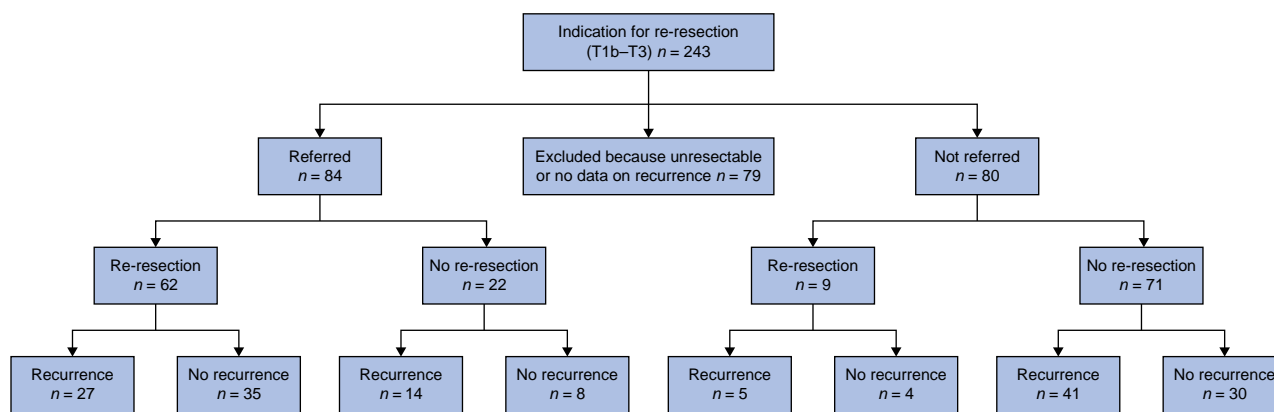 Indication for re-resection
(T1b–T3) n = 243
Referred
n = 84
Excluded because unresectable
or no data on recurrence n = 79
Not referred
n = 80
Re-resection
n = 62
No re-resection
n = 22
Re-resection
n = 9
No re-resection
n = 71
Recurrence
n = 27
No recurrence
n = 35
Recurrence
n = 14
No recurrence
n = 8
Recurrence
n = 5
No recurrence
n = 4
Recurrence
n = 41
No recurrence
n = 30